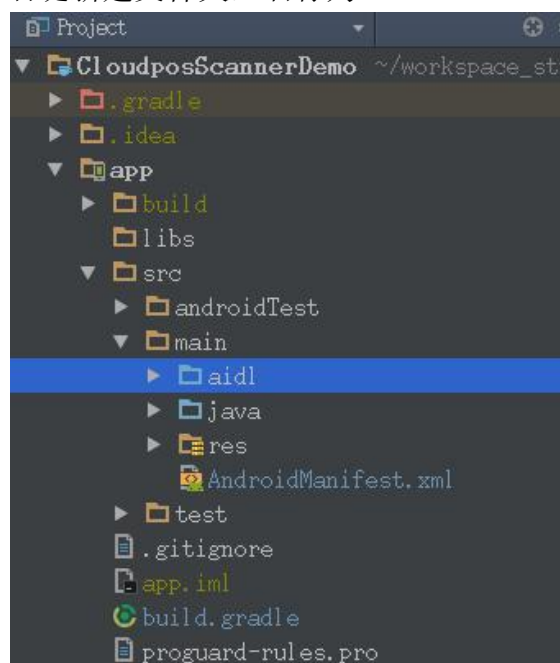 Project
CloudposScannerDemo ~/workspace_st
.gradle
.idea
app
build
libs
src
androidTest
main
aidl
java
res
AndroidManifest.xml
test
.gitignore
app.iml
build.gradle
proguard-rules.pro